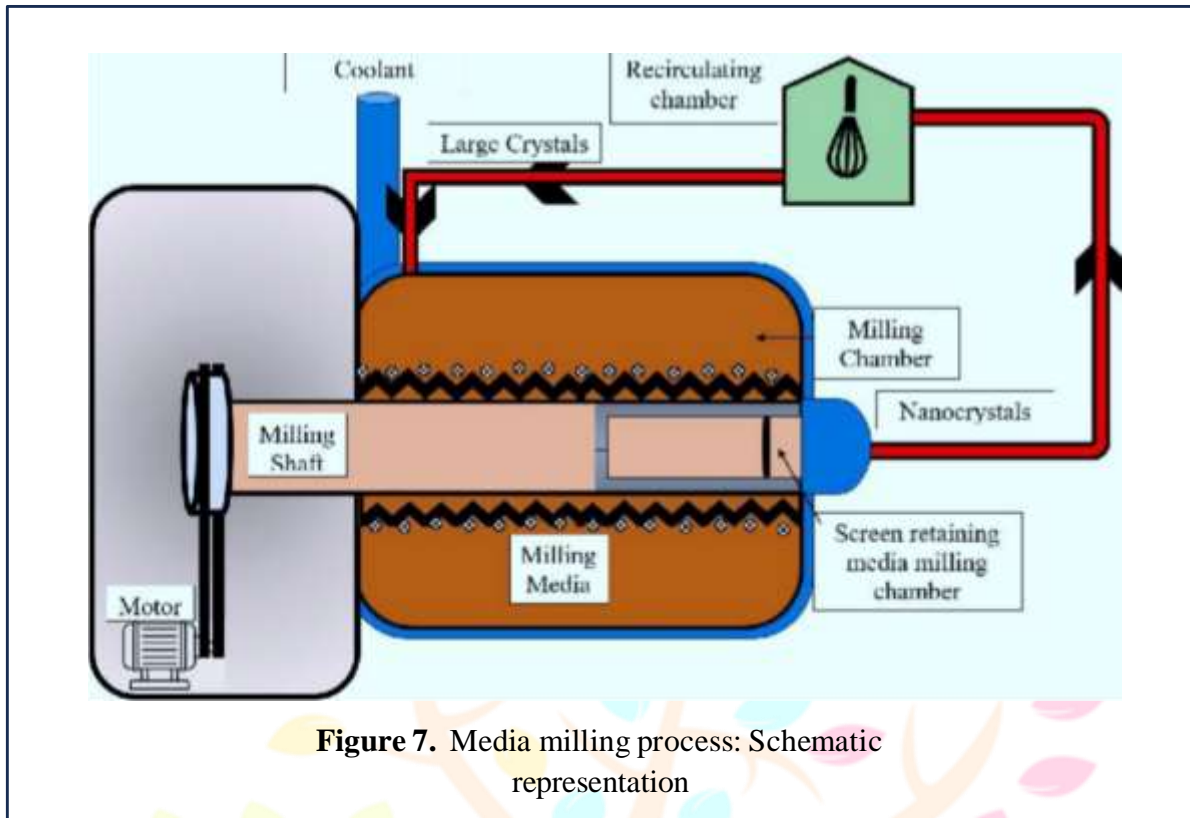 Coolant
Recirculating
chamber
Large Crystals
Milling
Chamber
Nanocrystals
Milling
Shaft
Screen retaining
media milling
chamber
Milling
Media
Motor
Figure 7. Media milling process: Schematic
representation